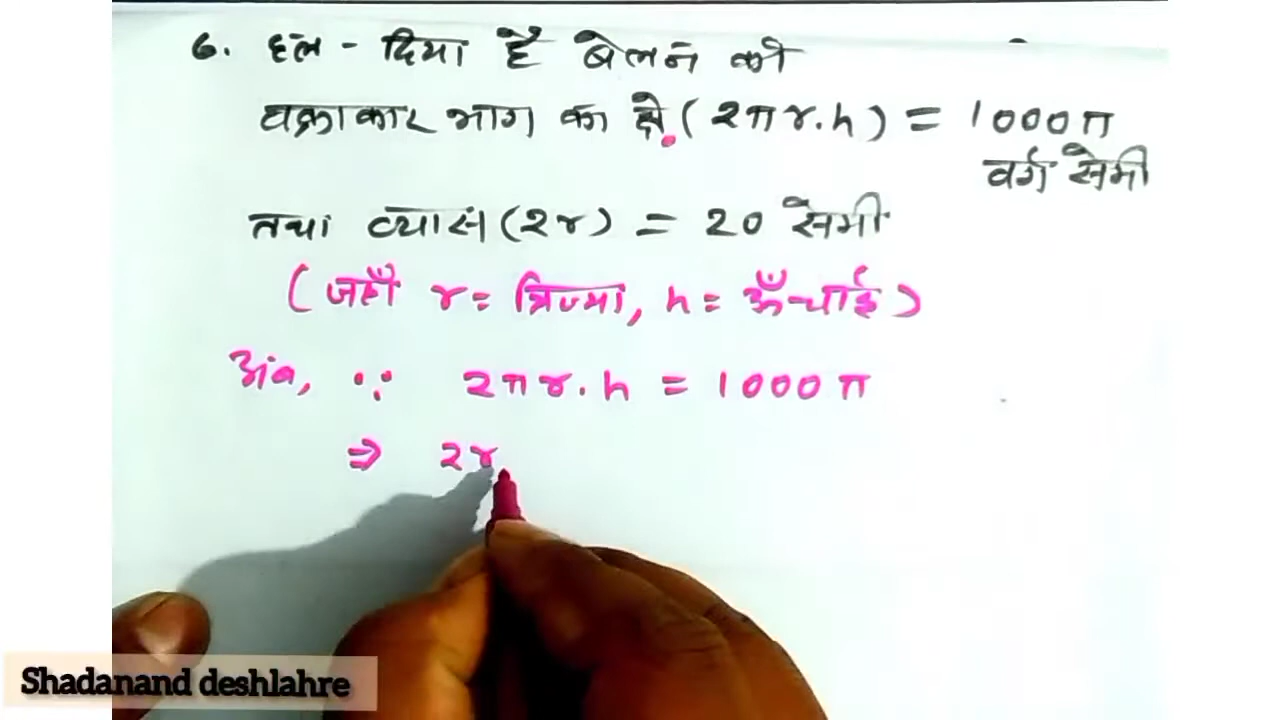 6. हल - दिया है बेलन की
वक्राकार भाग का क्षे. (2πr.h) = 1000π
वर्ग सेमी
तथा व्यास (2r) = 20 सेमी
(जहाँ r= त्रिज्या, h= ऊँचाई)
अब, ∵ 2πr.h = 1000π
⇒ 2r
Shadanand deshlahre